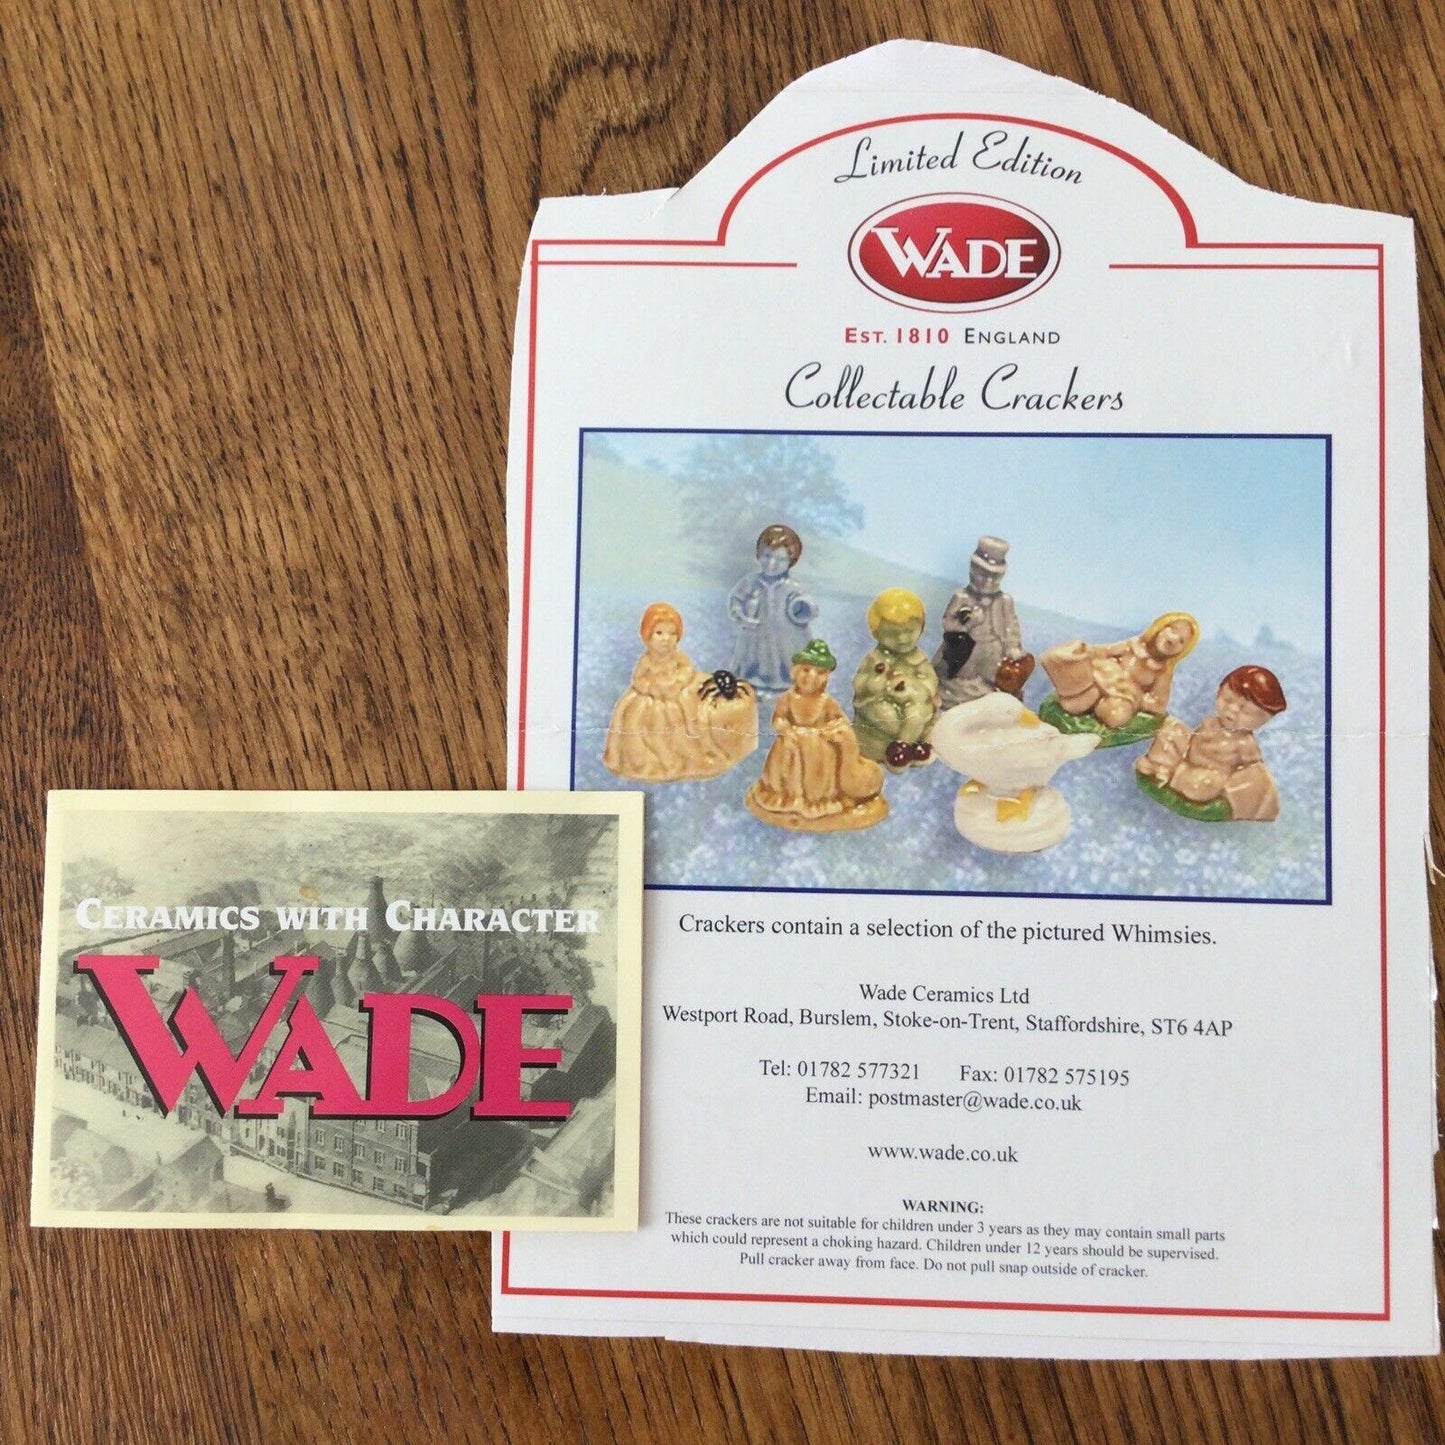 Limited Edition
WADE
EST. 1810 ENGLAND
Collectable Crackers
Crackers contain a selection of the pictured Whimsies.
Wade Ceramics Ltd
Westport Road, Burslem, Stoke-on-Trent, Staffordshire, ST6 4AP
Tel: 01782 577321 Fax: 01782 575195
Email: postmaster@wade.co.uk
www.wade.co.uk
WARNING:
These crackers are not suitable for children under 3 years as they may contain small parts
which could represent a choking hazard. Children under 12 years should be supervised.
Pull cracker away from face. Do not pull snap outside of cracker.
CERAMICS WITH CHARACTER
WADE